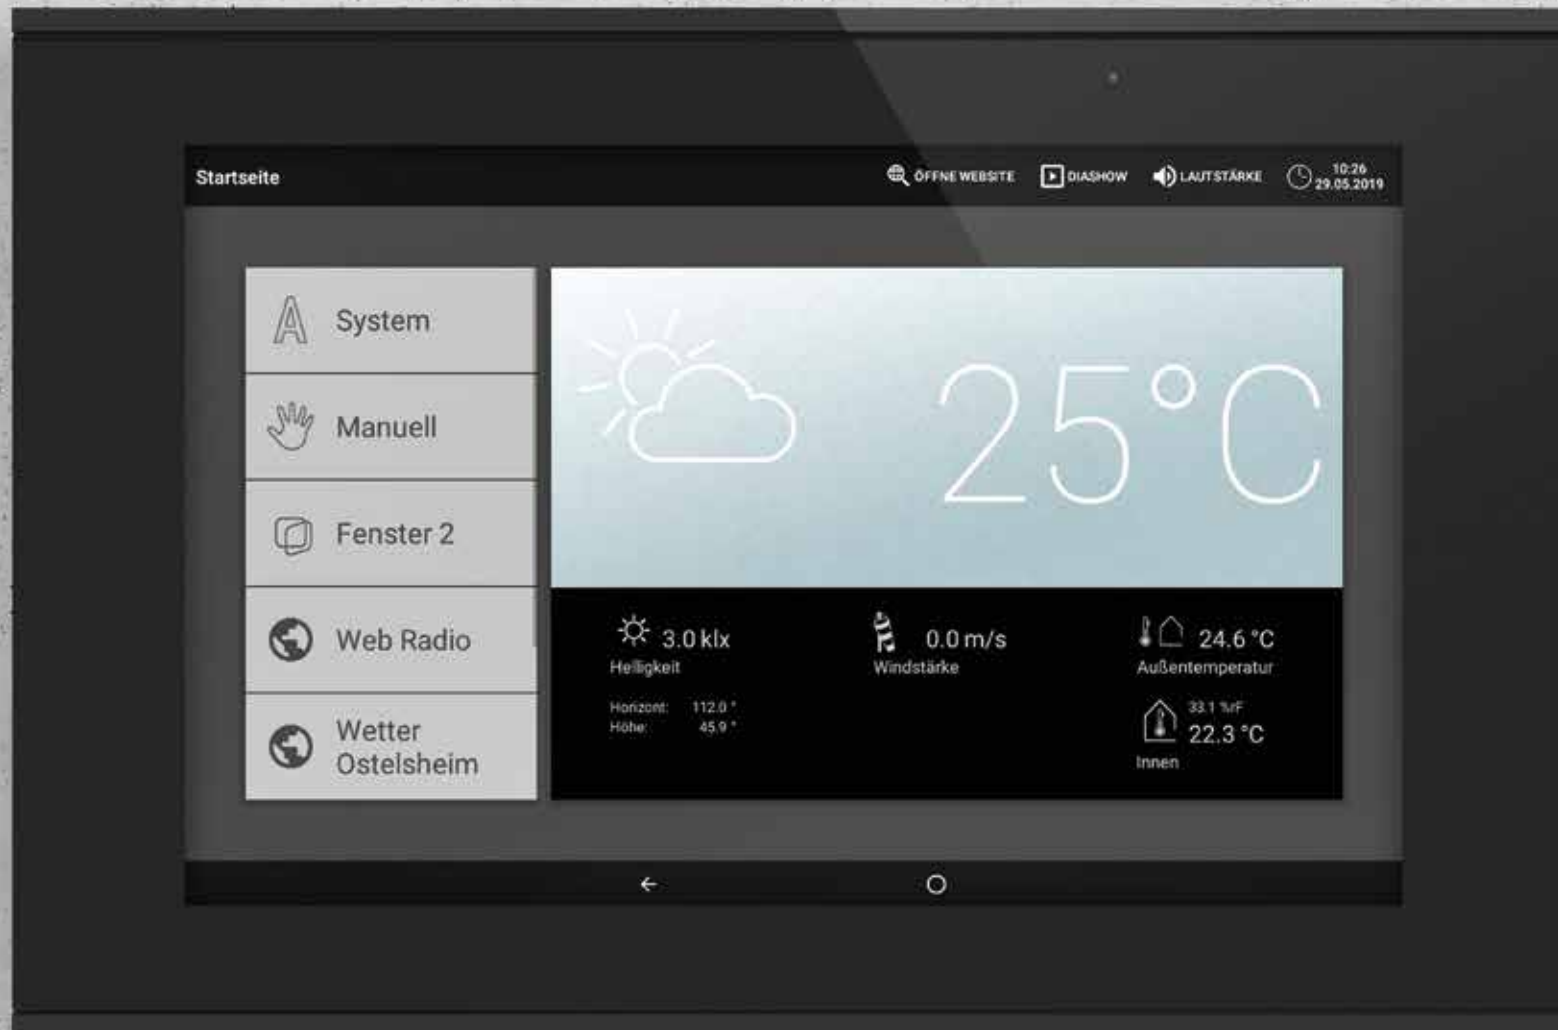 Startseite
ÖFFNE WEBSITE
DIASHOW
LAUTSTÄRKE
10:26
29.05.2019
System
Manuell
Fenster 2
Web Radio
Wetter
Ostelsheim
25°C
3.0 klx
Helligkeit
Horizont: 112.0 °
Höhe: 45.9 °
0.0 m/s
Windstärke
24.6 °C
Außentemperatur
33.1 %rF
22.3 °C
Innen